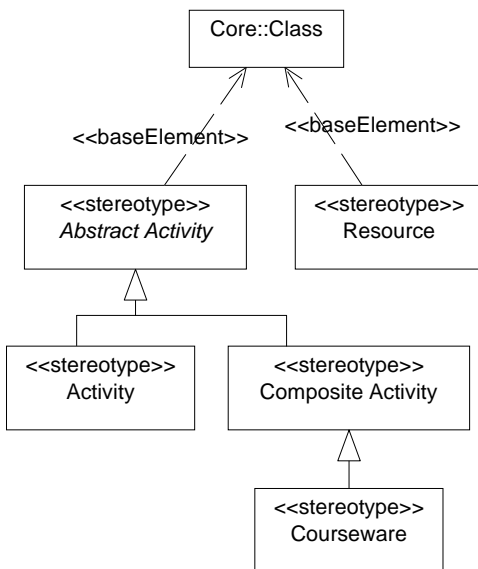 Core::Class
<<baseElement>>
<<baseElement>>
<<stereotype>>
Abstract Activity
<<stereotype>>
Resource
<<stereotype>>
Activity
<<stereotype>>
Composite Activity
<<stereotype>>
Courseware